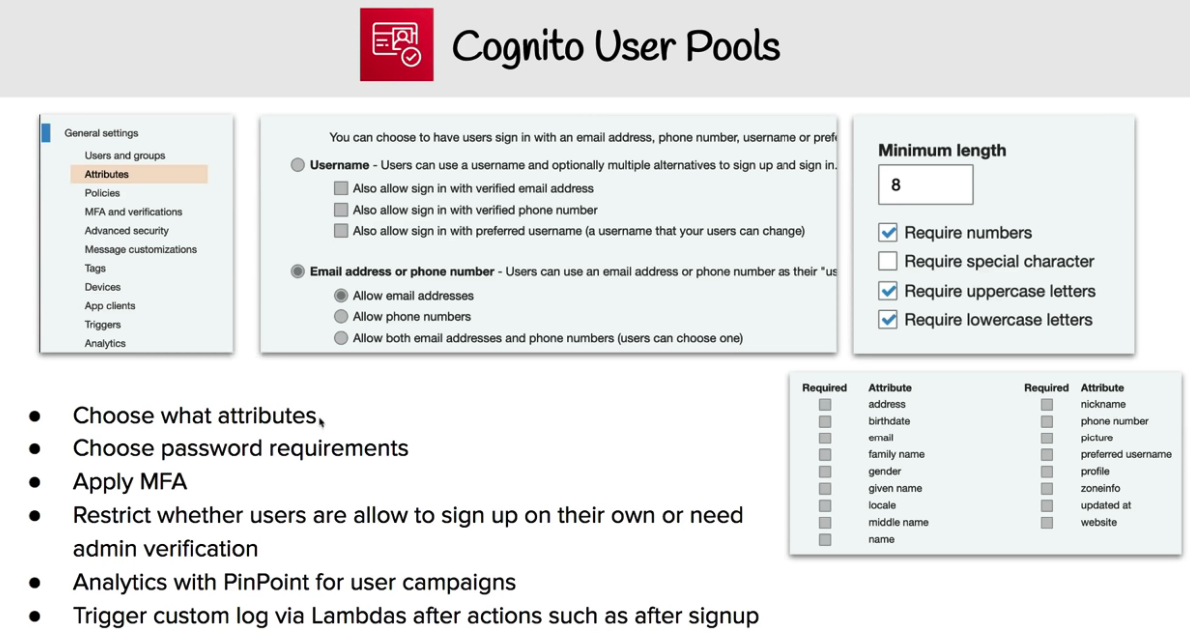 Cognito User Pools
General settings
Users and groups
Attributes
Policies
MFA and verifications
Advanced security
Message customizations
Tags
Devices
App clients
Triggers
Analytics
You can choose to have users sign in with an email address, phone number, username or prefe
Username - Users can use a username and optionally multiple alternatives to sign up and sign in.
Also allow sign in with verified email address
Also allow sign in with verified phone number
Also allow sign in with preferred username (a username that your users can change)
Email address or phone number - Users can use an email address or phone number as their "us
Allow email addresses
Allow phone numbers
Allow both email addresses and phone numbers (users can choose one)
Minimum length
8
Require numbers
Require special character
Require uppercase letters
Require lowercase letters
● Choose what attributes
● Choose password requirements
● Apply MFA
● Restrict whether users are allow to sign up on their own or need
admin verification
● Analytics with PinPoint for user campaigns
● Trigger custom log via Lambdas after actions such as after signup
Required Attribute Required Attribute
address nickname
birthdate phone number
email picture
family name preferred username
gender profile
given name zoneinfo
locale updated at
middle name website
name